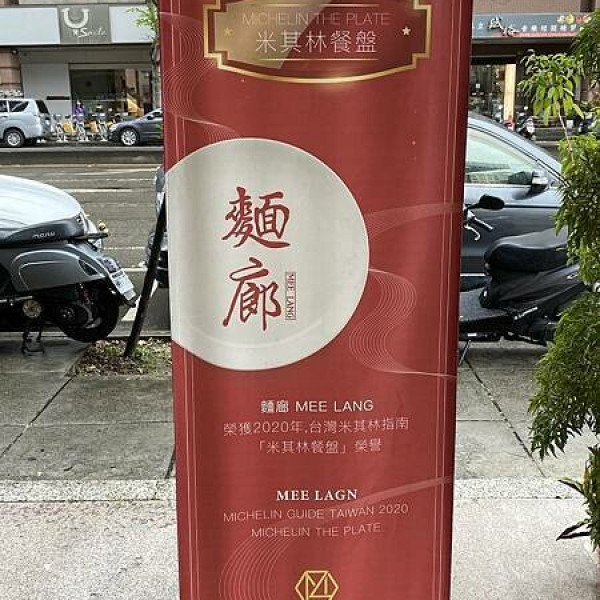 MICHELIN THE PLATE
米其林餐盤
麵廊
MEE LANG
麵廊 MEE LANG
榮獲2020年,台灣米其林指南
「米其林餐盤」榮譽
MEE LAGN
MICHELIN GUIDE TAIWAN 2020
MICHELIN THE PLATE
U
Smile